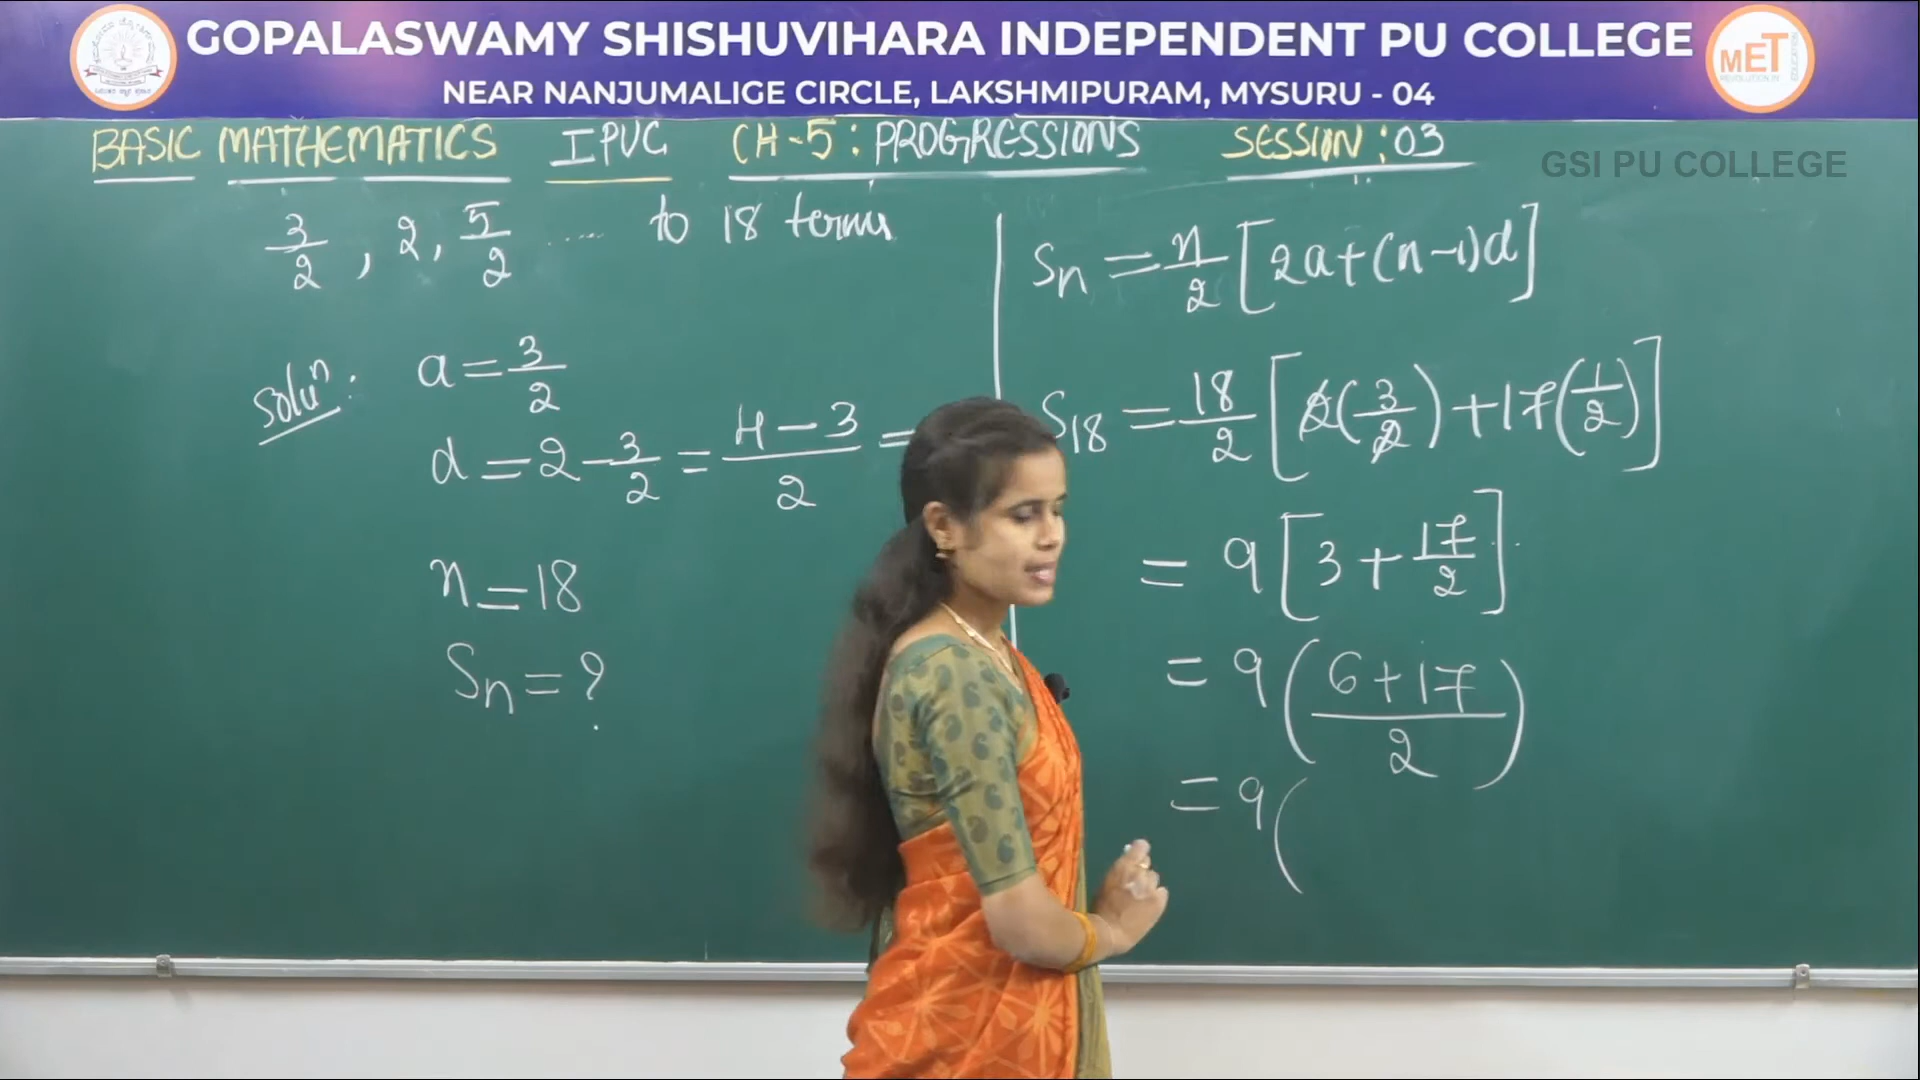 GOPALASWAMY SHISHUVIHARA INDEPENDENT PU COLLEGE
NEAR NANJUMALIGE CIRCLE, LAKSHMIPURAM, MYSURU - 04
MET
BASIC MATHEMATICS I PUC CH-5: PROGRESSIONS SESSION: 03
GSI PU COLLEGE
3/2, 2, 5/2 ..... to 18 terms
soluⁿ: a = 3/2
d = 2 - 3/2 = (4 - 3)/2 =
n = 18
Sn = ?
Sn = n/2 [2a + (n-1)d]
S18 = 18/2 [2(3/2) + 17(1/2)]
= 9 [3 + 17/2]
= 9 ((6 + 17)/2)
= 9 (